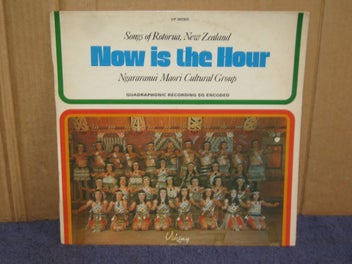 Songs of Rotorua, New Zealand
Now is the Hour
Ngararanui Maori Cultural Group
QUADRAPHONIC RECORDING SQ ENCODED